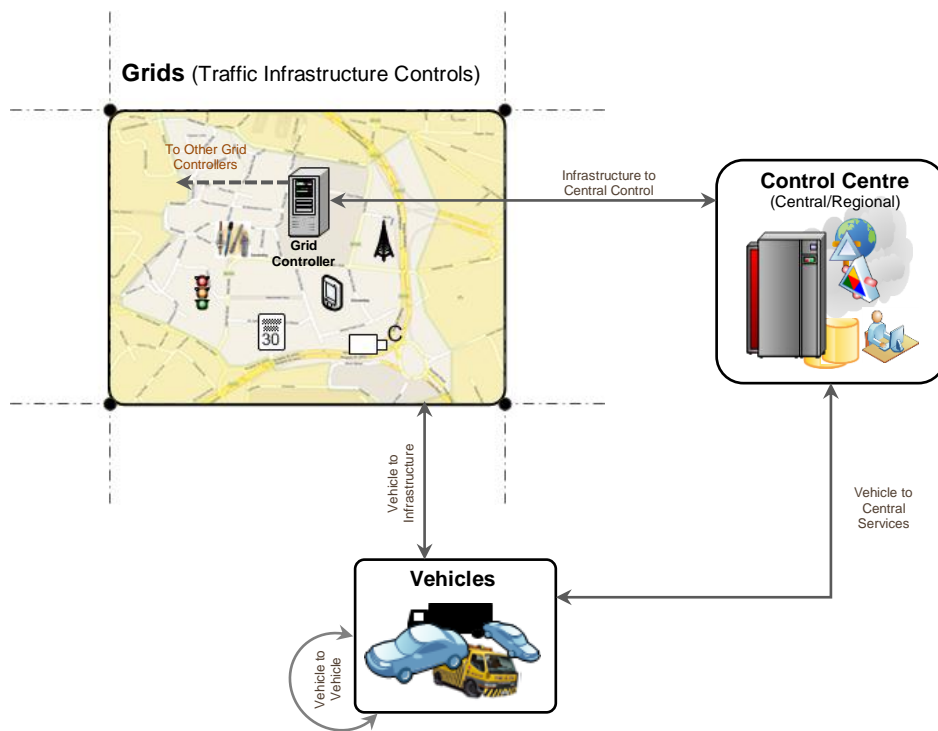 Grids (Traffic Infrastructure Controls)
To Other Grid
Controllers
Grid
Controller
30
C
Infrastructure to
Central Control
Control Centre
(Central/Regional)
Vehicle to
Infrastructure
Vehicle to
Central
Services
Vehicles
Vehicle to
Vehicle